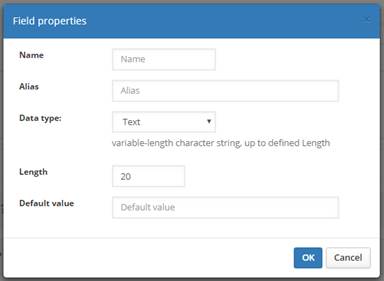 Field properties ×
Name Name
Alias Alias
Data type: Text
variable-length character string, up to defined Length
Length 20
Default value Default value
OK Cancel